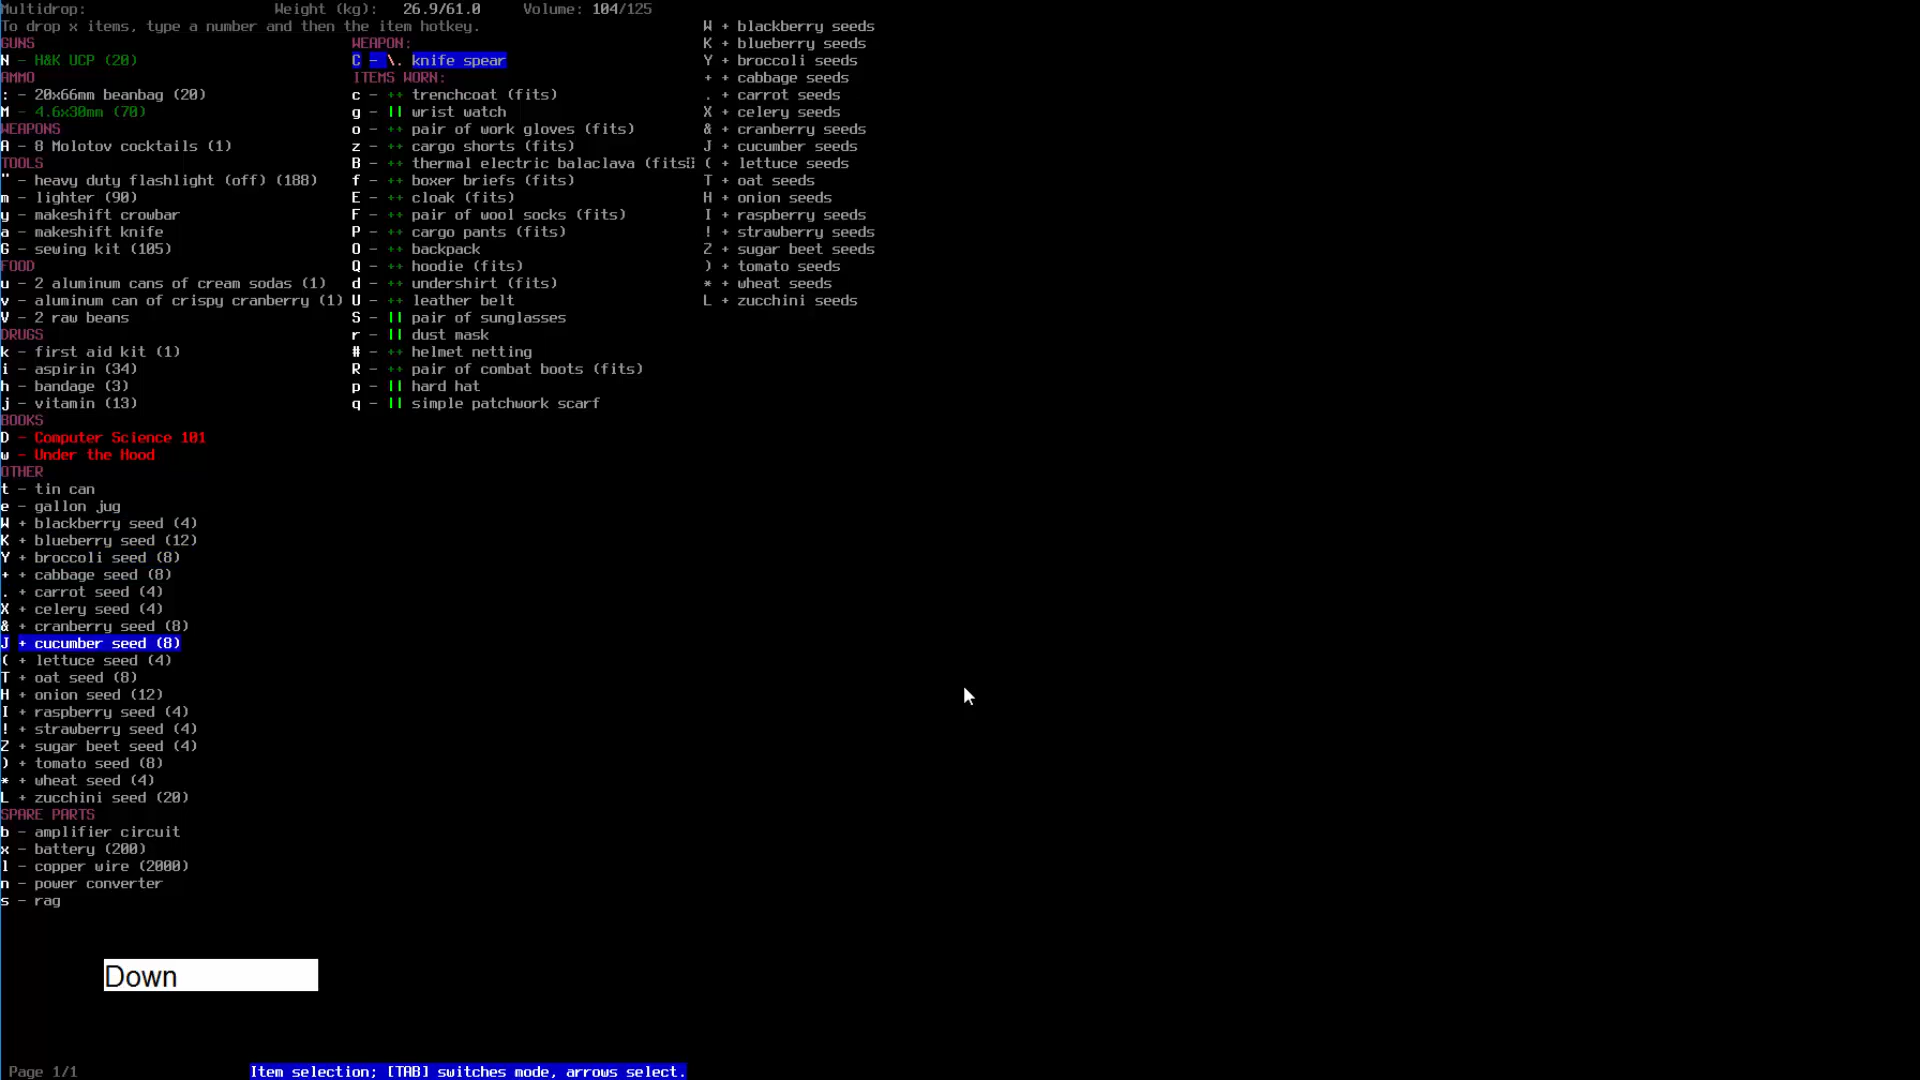 Multidrop: Weight (kg): 26.9/61.0 Volume: 104/125
To drop x items, type a number and then the item hotkey.
GUNS
N - H&K UCP (20)
AMMO
: - 20x66mm beanbag (20)
M - 4.6x30mm (70)
WEAPONS
A - 8 Molotov cocktails (1)
TOOLS
" - heavy duty flashlight (off) (188)
m - lighter (90)
y - makeshift crowbar
a - makeshift knife
G - sewing kit (105)
FOOD
u - 2 aluminum cans of cream sodas (1)
v - aluminum can of crispy cranberry (1)
V - 2 raw beans
DRUGS
k - first aid kit (1)
i - aspirin (34)
h - bandage (3)
j - vitamin (13)
BOOKS
D - Computer Science 101
w - Under the Hood
OTHER
t - tin can
e - gallon jug
W + blackberry seed (4)
K + blueberry seed (12)
Y + broccoli seed (8)
+ + cabbage seed (8)
. + carrot seed (4)
X + celery seed (4)
& + cranberry seed (8)
J + cucumber seed (8)
( + lettuce seed (4)
T + oat seed (8)
H + onion seed (12)
I + raspberry seed (4)
! + strawberry seed (4)
Z + sugar beet seed (4)
) + tomato seed (8)
* + wheat seed (4)
L + zucchini seed (20)
SPARE PARTS
b - amplifier circuit
x - battery (200)
l - copper wire (2000)
n - power converter
s - rag
WEAPON:
C - \. knife spear
ITEMS WORN:
c - ++ trenchcoat (fits)
g - || wrist watch
o - ++ pair of work gloves (fits)
z - ++ cargo shorts (fits)
B - ++ thermal electric balaclava (fits
f - ++ boxer briefs (fits)
E - ++ cloak (fits)
F - ++ pair of wool socks (fits)
P - ++ cargo pants (fits)
O - ++ backpack
Q - ++ hoodie (fits)
d - ++ undershirt (fits)
U - ++ leather belt
S - || pair of sunglasses
r - || dust mask
# - ++ helmet netting
R - ++ pair of combat boots (fits)
p - || hard hat
q - || simple patchwork scarf
W + blackberry seeds
K + blueberry seeds
Y + broccoli seeds
+ + cabbage seeds
. + carrot seeds
X + celery seeds
& + cranberry seeds
J + cucumber seeds
( + lettuce seeds
T + oat seeds
H + onion seeds
I + raspberry seeds
! + strawberry seeds
Z + sugar beet seeds
) + tomato seeds
* + wheat seeds
L + zucchini seeds
Down
Page 1/1 Item selection; [TAB] switches mode, arrows select.